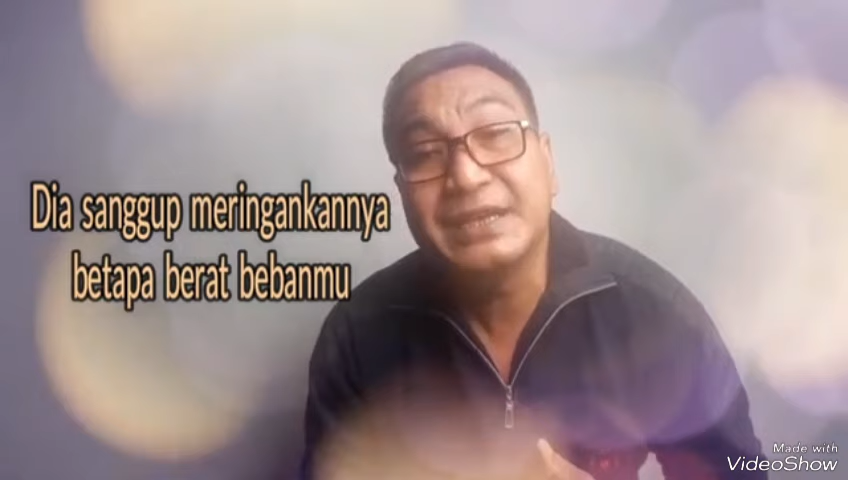 Dia sanggup meringankannya
betapa berat bebanmu
Made with
VideoShow